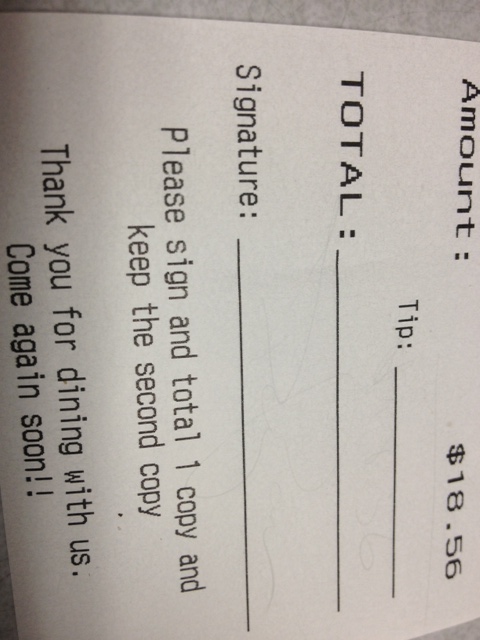 Amount: $18.56
Tip:
TOTAL:
Signature:
Please sign and total 1 copy and
keep the second copy
Thank you for dining with us.
Come again soon!!